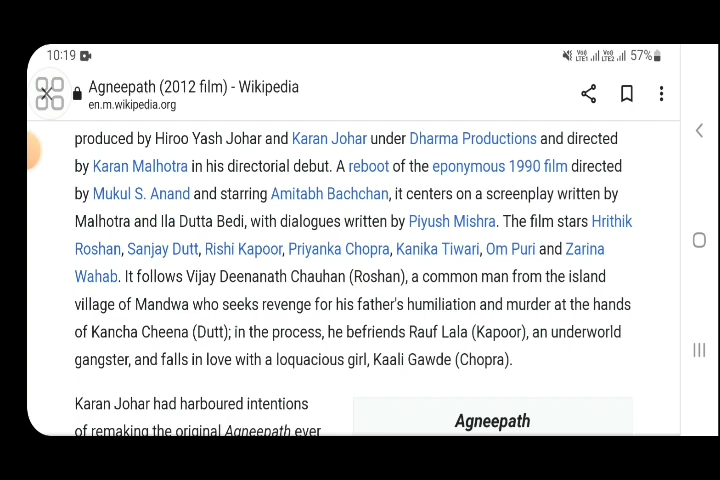 10:19
Vo) LTE1 Vo) LTE2 57%
Agneepath (2012 film) - Wikipedia
en.m.wikipedia.org
produced by Hiroo Yash Johar and Karan Johar under Dharma Productions and directed
by Karan Malhotra in his directorial debut. A reboot of the eponymous 1990 film directed
by Mukul S. Anand and starring Amitabh Bachchan, it centers on a screenplay written by
Malhotra and Ila Dutta Bedi, with dialogues written by Piyush Mishra. The film stars Hrithik
Roshan, Sanjay Dutt, Rishi Kapoor, Priyanka Chopra, Kanika Tiwari, Om Puri and Zarina
Wahab. It follows Vijay Deenanath Chauhan (Roshan), a common man from the island
village of Mandwa who seeks revenge for his father's humiliation and murder at the hands
of Kancha Cheena (Dutt); in the process, he befriends Rauf Lala (Kapoor), an underworld
gangster, and falls in love with a loquacious girl, Kaali Gawde (Chopra).
Karan Johar had harboured intentions
of remaking the original Agneepath ever
Agneepath